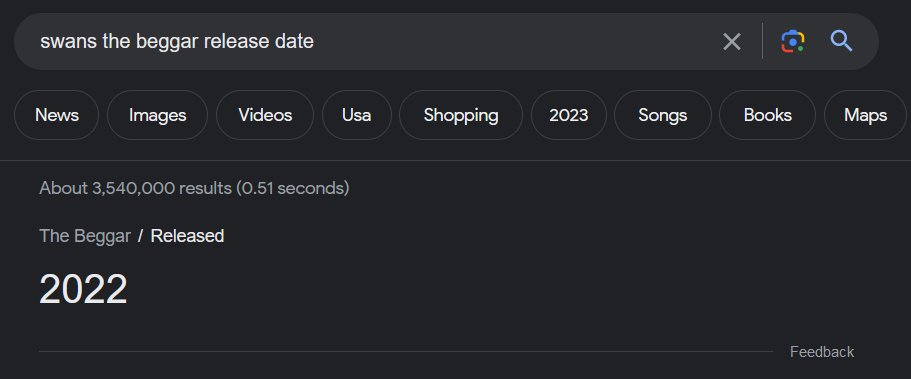 swans the beggar release date
News Images Videos Usa Shopping 2023 Songs Books Maps
About 3,540,000 results (0.51 seconds)
The Beggar / Released
2022
Feedback